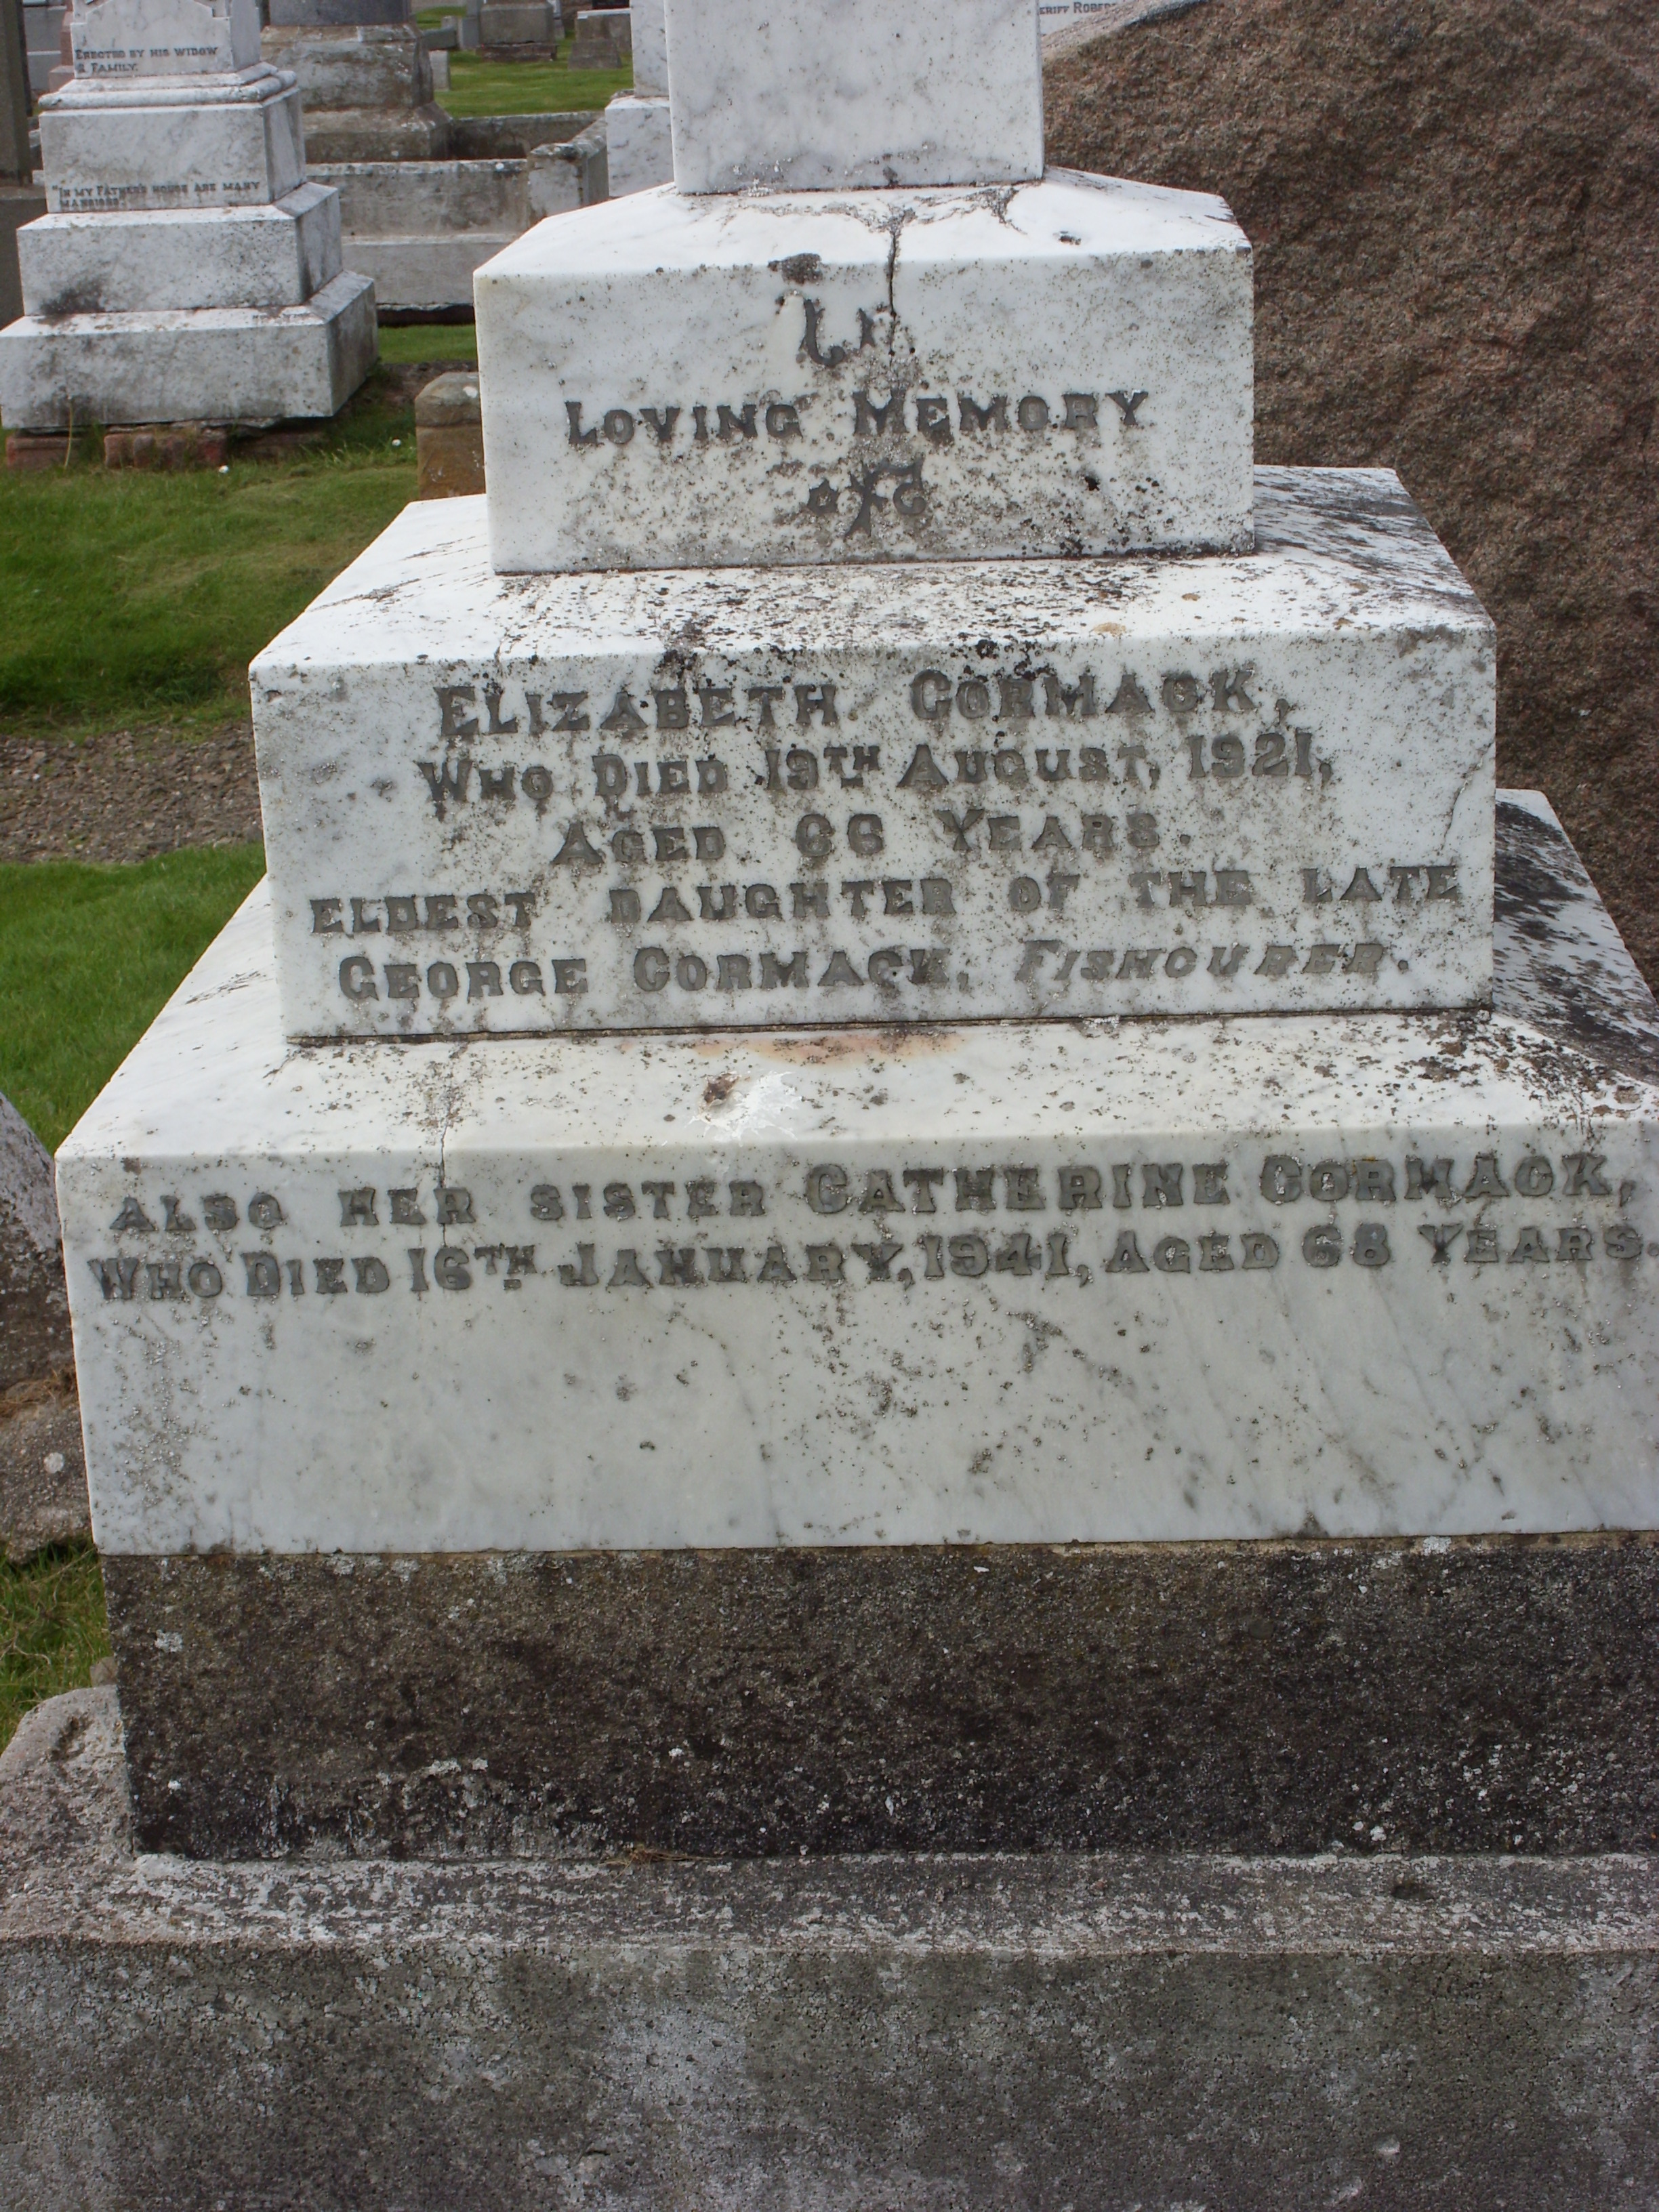 ERECTED BY HIS WIDOW
& FAMILY.
"IN MY FATHER'S HOUSE ARE MANY
MANSIONS"
ERIFF ROBER
LOVING MEMORY
OF
ELIZABETH CORMACK,
WHO DIED 19TH AUGUST, 1921,
AGED 66 YEARS.
ELDEST DAUGHTER OF THE LATE
GEORGE CORMACK, FISHCURER.
ALSO HER SISTER CATHERINE CORMACK,
WHO DIED 16TH JANUARY, 1941, AGED 68 YEARS.